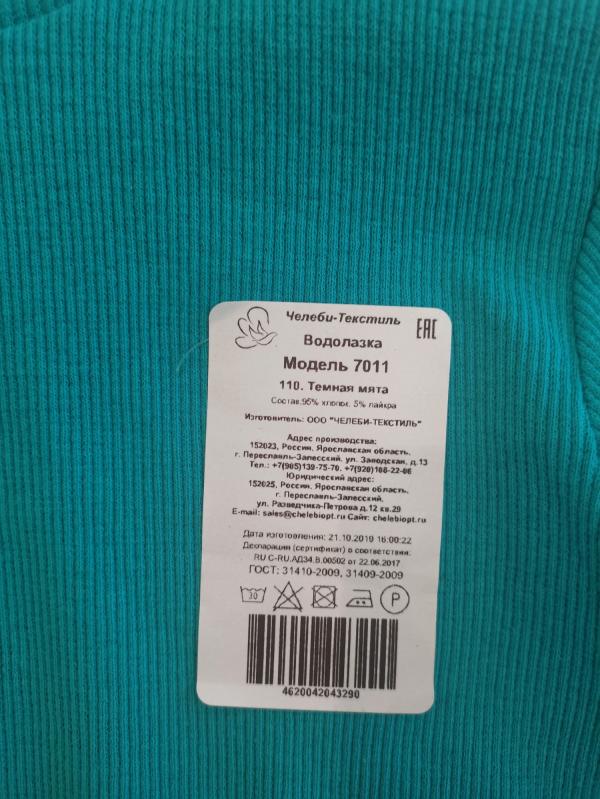 Челеби-Текстиль
EAC
Водолазка
Модель 7011
110. Темная мята
Состав:95% хлопок, 5% лайкра
Изготовитель: ООО "ЧЕЛЕБИ-ТЕКСТИЛЬ"
Адрес производства:
152023, Россия, Ярославская область,
г. Переславль-Залесский, ул. Заводская, д.13
Тел.: +7(905)139-75-70, +7(920)108-22-06
Юридический адрес:
152025, Россия, Ярославская область,
г. Переславль-Залесский,
ул. Разведчика-Петрова д.12 кв.29
E-mail: sales@chelebiopt.ru Сайт: chelebiopt.ru
Дата изготовления: 21.10.2019 16:00:22
Декларация (сертификат) о соответствии:
RU С-RU.АД34.В.00502 от 22.06.2017
ГОСТ: 31410-2009, 31409-2009
30 P
4620042043290